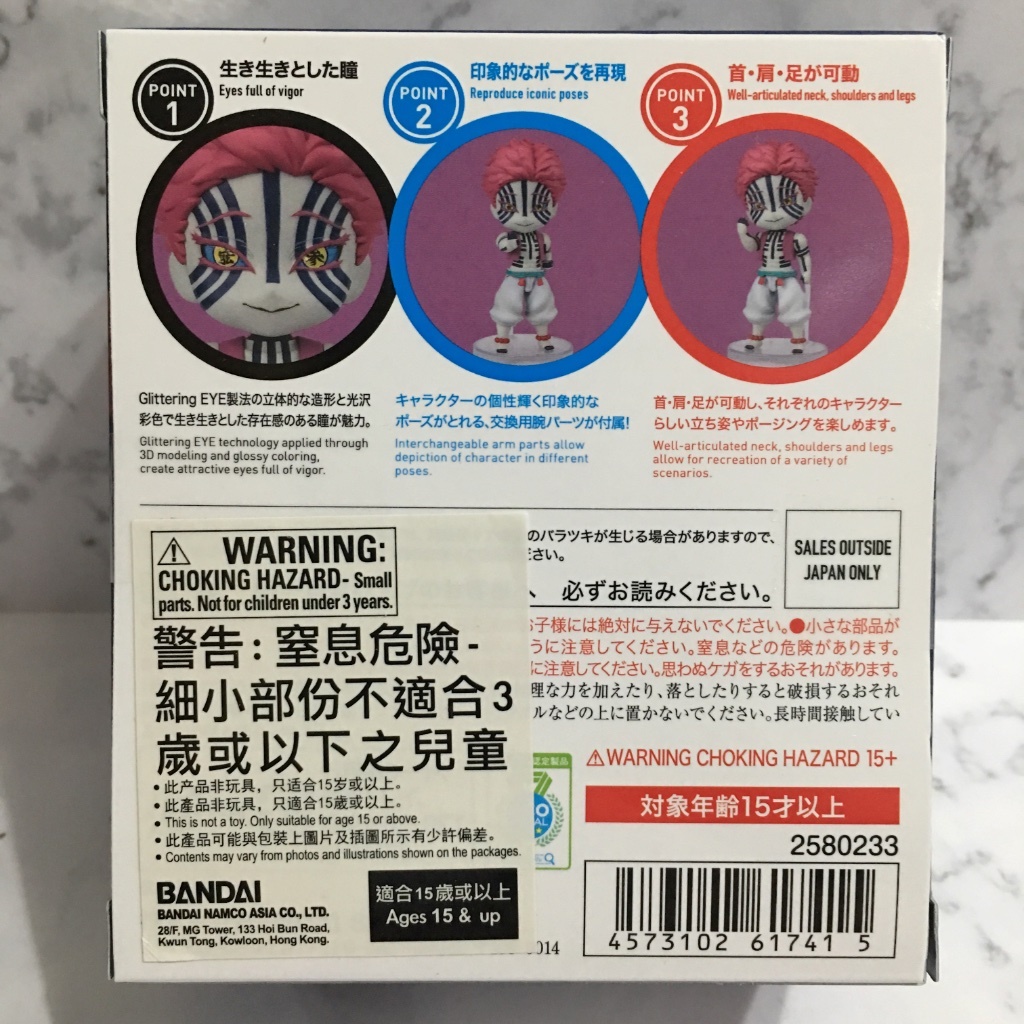 POINT
1
生き生きとした瞳
Eyes full of vigor
POINT
2
印象的なポーズを再現
Reproduce iconic poses
POINT
3
首・肩・足が可動
Well-articulated neck, shoulders and legs
Glittering EYE製法の立体的な造形と光沢
彩色で生き生きとした存在感のある瞳が魅力。
Glittering EYE technology applied through
3D modeling and glossy coloring,
create attractive eyes full of vigor.
キャラクターの個性輝く印象的な
ポーズがとれる、交換用腕パーツが付属!
Interchangeable arm parts allow
depiction of character in different
poses.
首・肩・足が可動し、それぞれのキャラクター
らしい立ち姿やポージングを楽しめます。
Well-articulated neck, shoulders and legs
allow for recreation of a variety of
scenarios.
のバラツキが生じる場合がありますので、
ださい。
、必ずお読みください。
SALES OUTSIDE
JAPAN ONLY
お子様には絶対に与えないでください。●小さな部品が
うに注意してください。窒息などの危険があります。
に注意してください。思わぬケガをするおそれがあります。
理な力を加えたり、落としたりすると破損するおそれ
ルなどの上に置かないでください。長時間接触してい
WARNING:
CHOKING HAZARD- Small
parts. Not for children under 3 years.
警告: 窒息危險-
細小部份不適合3
歲或以下之兒童
• 此产品非玩具，只适合15岁或以上。
• 此產品非玩具，只適合15歲或以上。
• This is not a toy. Only suitable for age 15 or above.
• 此產品可能與包裝上圖片及插圖所示有少許偏差。
• Contents may vary from photos and illustrations shown on the packages.
BANDAI
BANDAI NAMCO ASIA CO., LTD.
28/F, MG Tower, 133 Hoi Bun Road,
Kwun Tong, Kowloon, Hong Kong.
適合15歲或以上
Ages 15 & up
認定製品
⚠WARNING CHOKING HAZARD 15+
対象年齢15才以上
2580233
4573102 61741 5
014